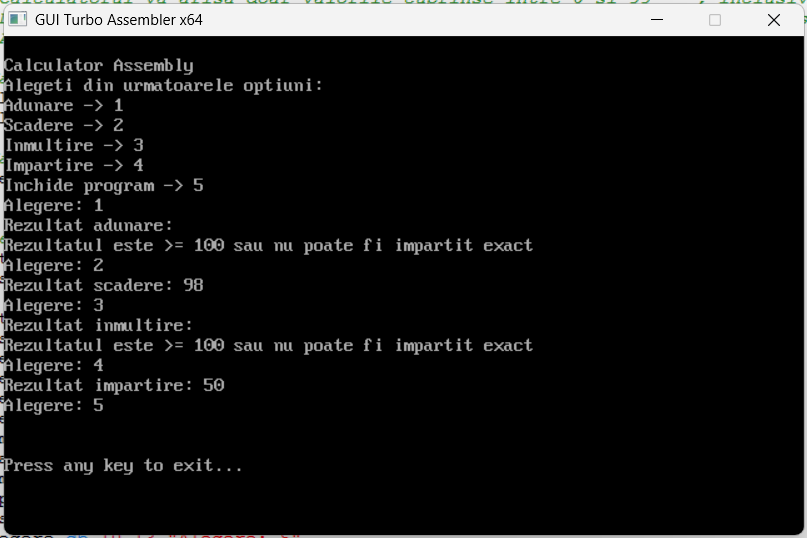 GUI Turbo Assembler x64
Calculator Assembly
Alegeti din urmatoarele optiuni:
Adunare -> 1
Scadere -> 2
Inmultire -> 3
Impartire -> 4
Inchide program -> 5
Alegere: 1
Rezultat adunare:
Rezultatul este >= 100 sau nu poate fi impartit exact
Alegere: 2
Rezultat scadere: 98
Alegere: 3
Rezultat inmultire:
Rezultatul este >= 100 sau nu poate fi impartit exact
Alegere: 4
Rezultat impartire: 50
Alegere: 5
Press any key to exit...